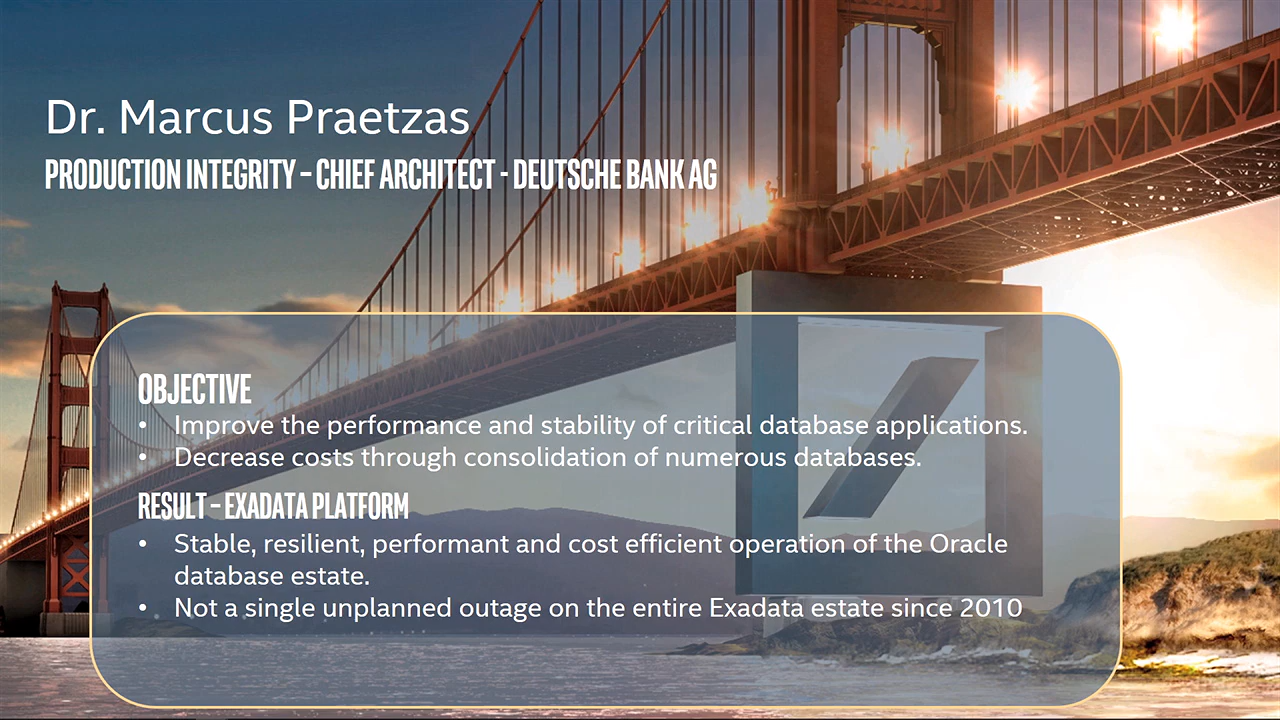 Dr. Marcus Praetzas
PRODUCTION INTEGRITY – CHIEF ARCHITECT - DEUTSCHE BANK AG
OBJECTIVE
• Improve the performance and stability of critical database applications.
• Decrease costs through consolidation of numerous databases.
RESULT – EXADATA PLATFORM
• Stable, resilient, performant and cost efficient operation of the Oracle
database estate.
• Not a single unplanned outage on the entire Exadata estate since 2010